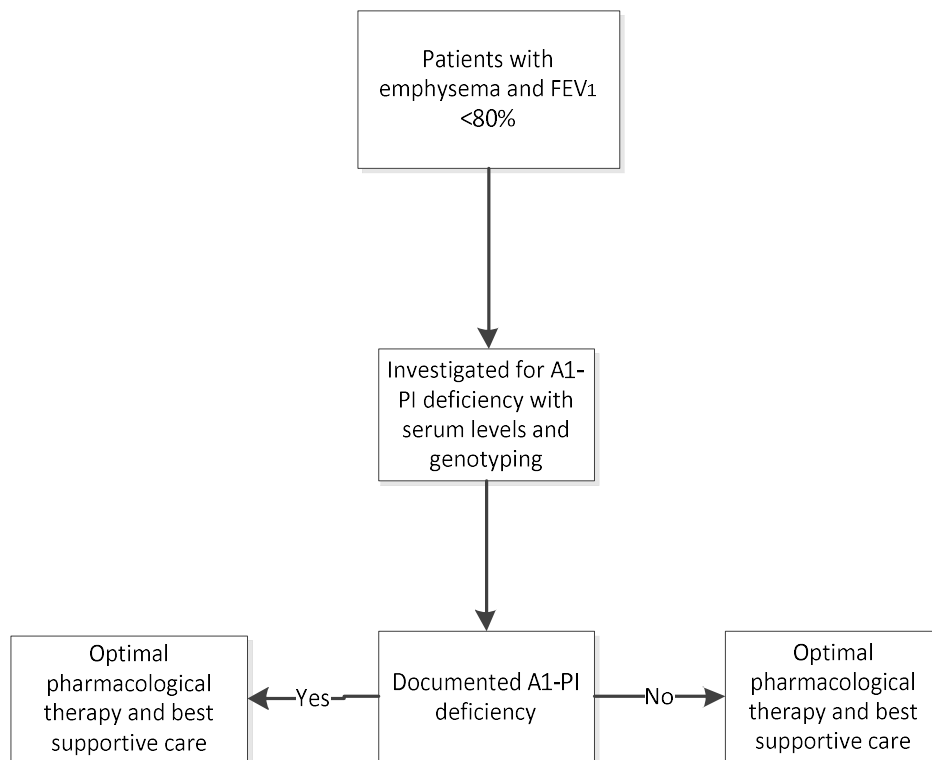 Patients with
emphysema and FEV1
<80%
Investigated for A1-
PI deficiency with
serum levels and
genotyping
Optimal
pharmacological
therapy and best
supportive care
Yes
Documented A1-PI
deficiency
No
Optimal
pharmacological
therapy and best
supportive care